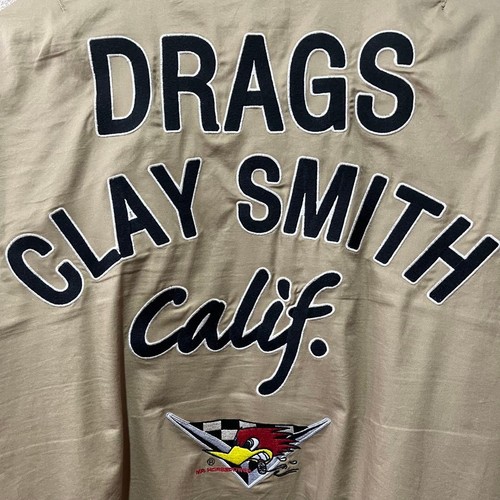 DRAGS
CLAY SMITH
Calif.
®